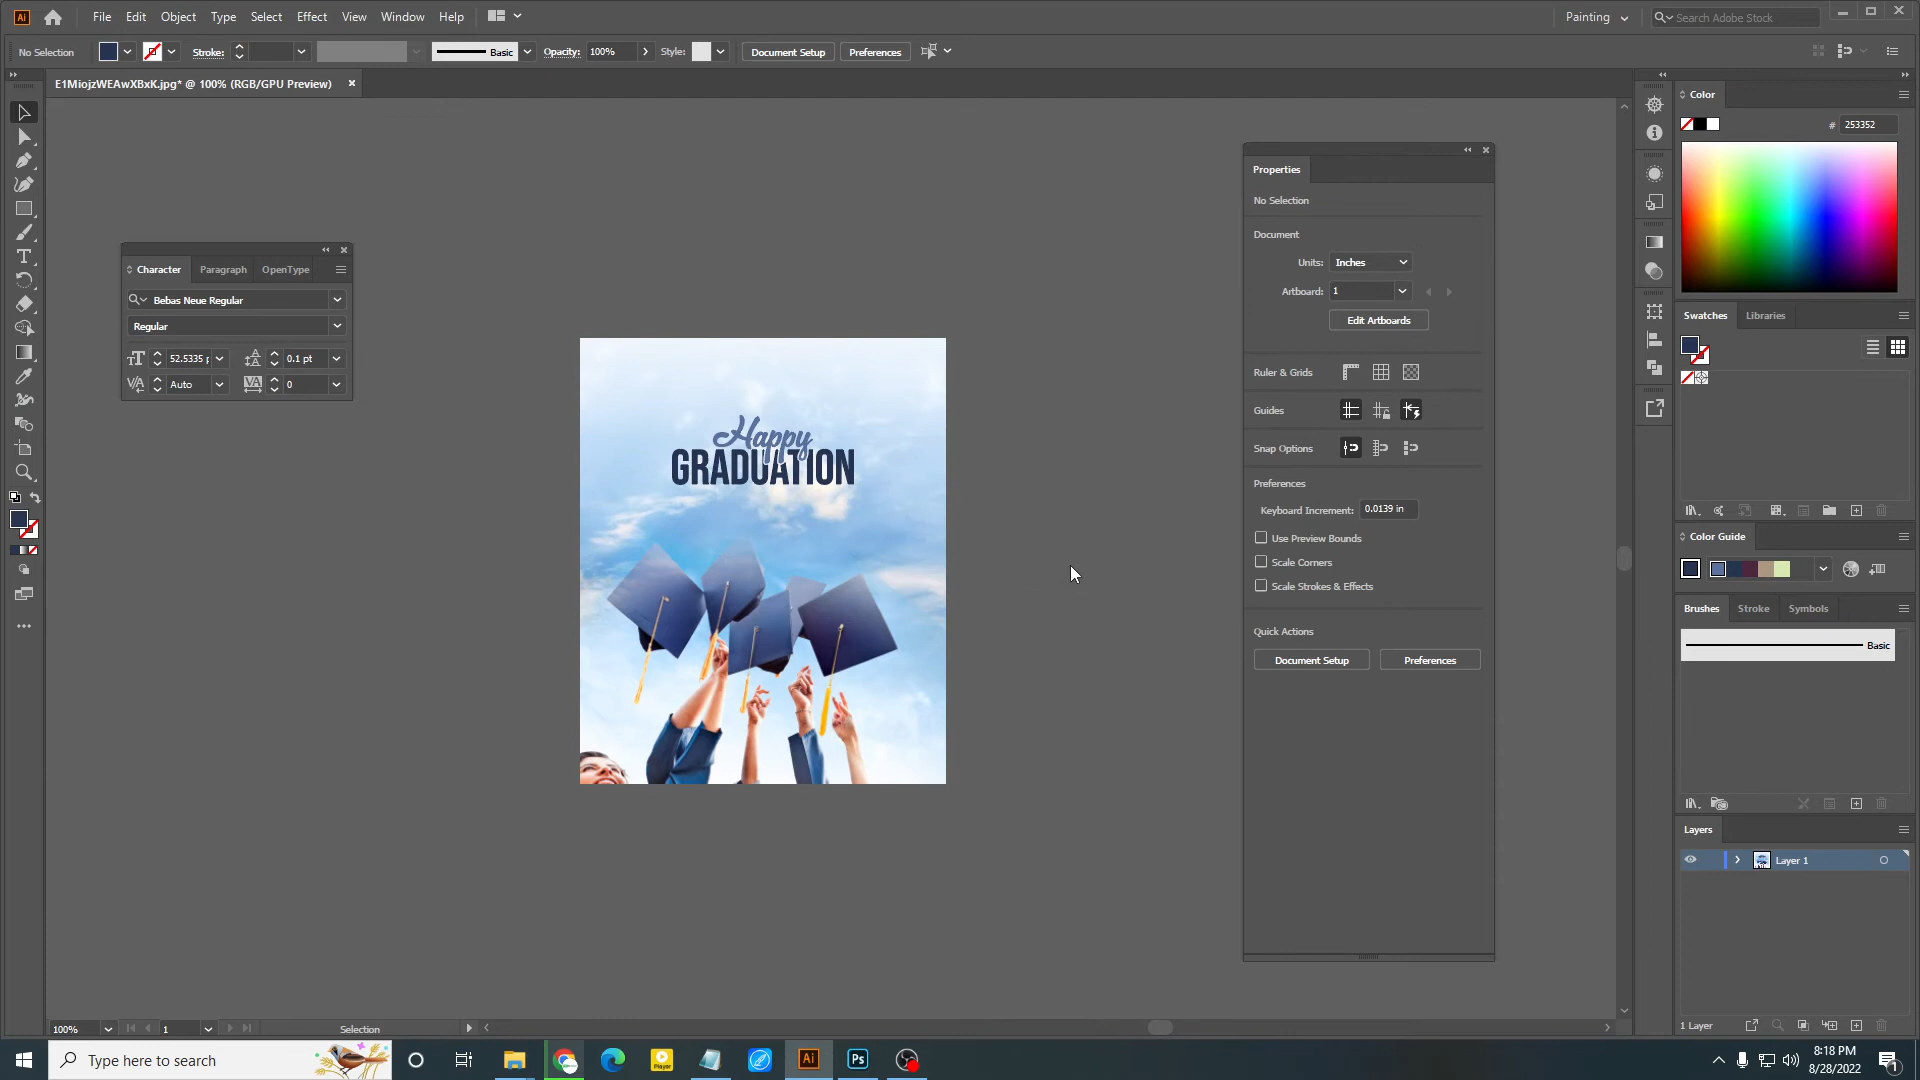 Ai File Edit Object Type Select Effect View Window Help Painting Search Adobe Stock
No Selection Stroke: Basic Opacity: 100% Style: Document Setup Preferences
E1MiojzWEAwXBxK.jpg* @ 100% (RGB/GPU Preview)
Color
# 253352
Properties
No Selection
Document
Units: Inches
Artboard: 1
Edit Artboards
Ruler & Grids
Guides
Snap Options
Preferences
Keyboard Increment: 0.0139 in
Use Preview Bounds
Scale Corners
Scale Strokes & Effects
Quick Actions
Document Setup Preferences
Character Paragraph OpenType
Bebas Neue Regular
Regular
52.5335 p 0.1 pt
Auto 0
Happy
GRADUATION
Swatches Libraries
Color Guide
Brushes Stroke Symbols
Basic
Layers
Layer 1
1 Layer
100% 1 Selection
Type here to search
Player
Ai Ps
8:18 PM
8/28/2022
1